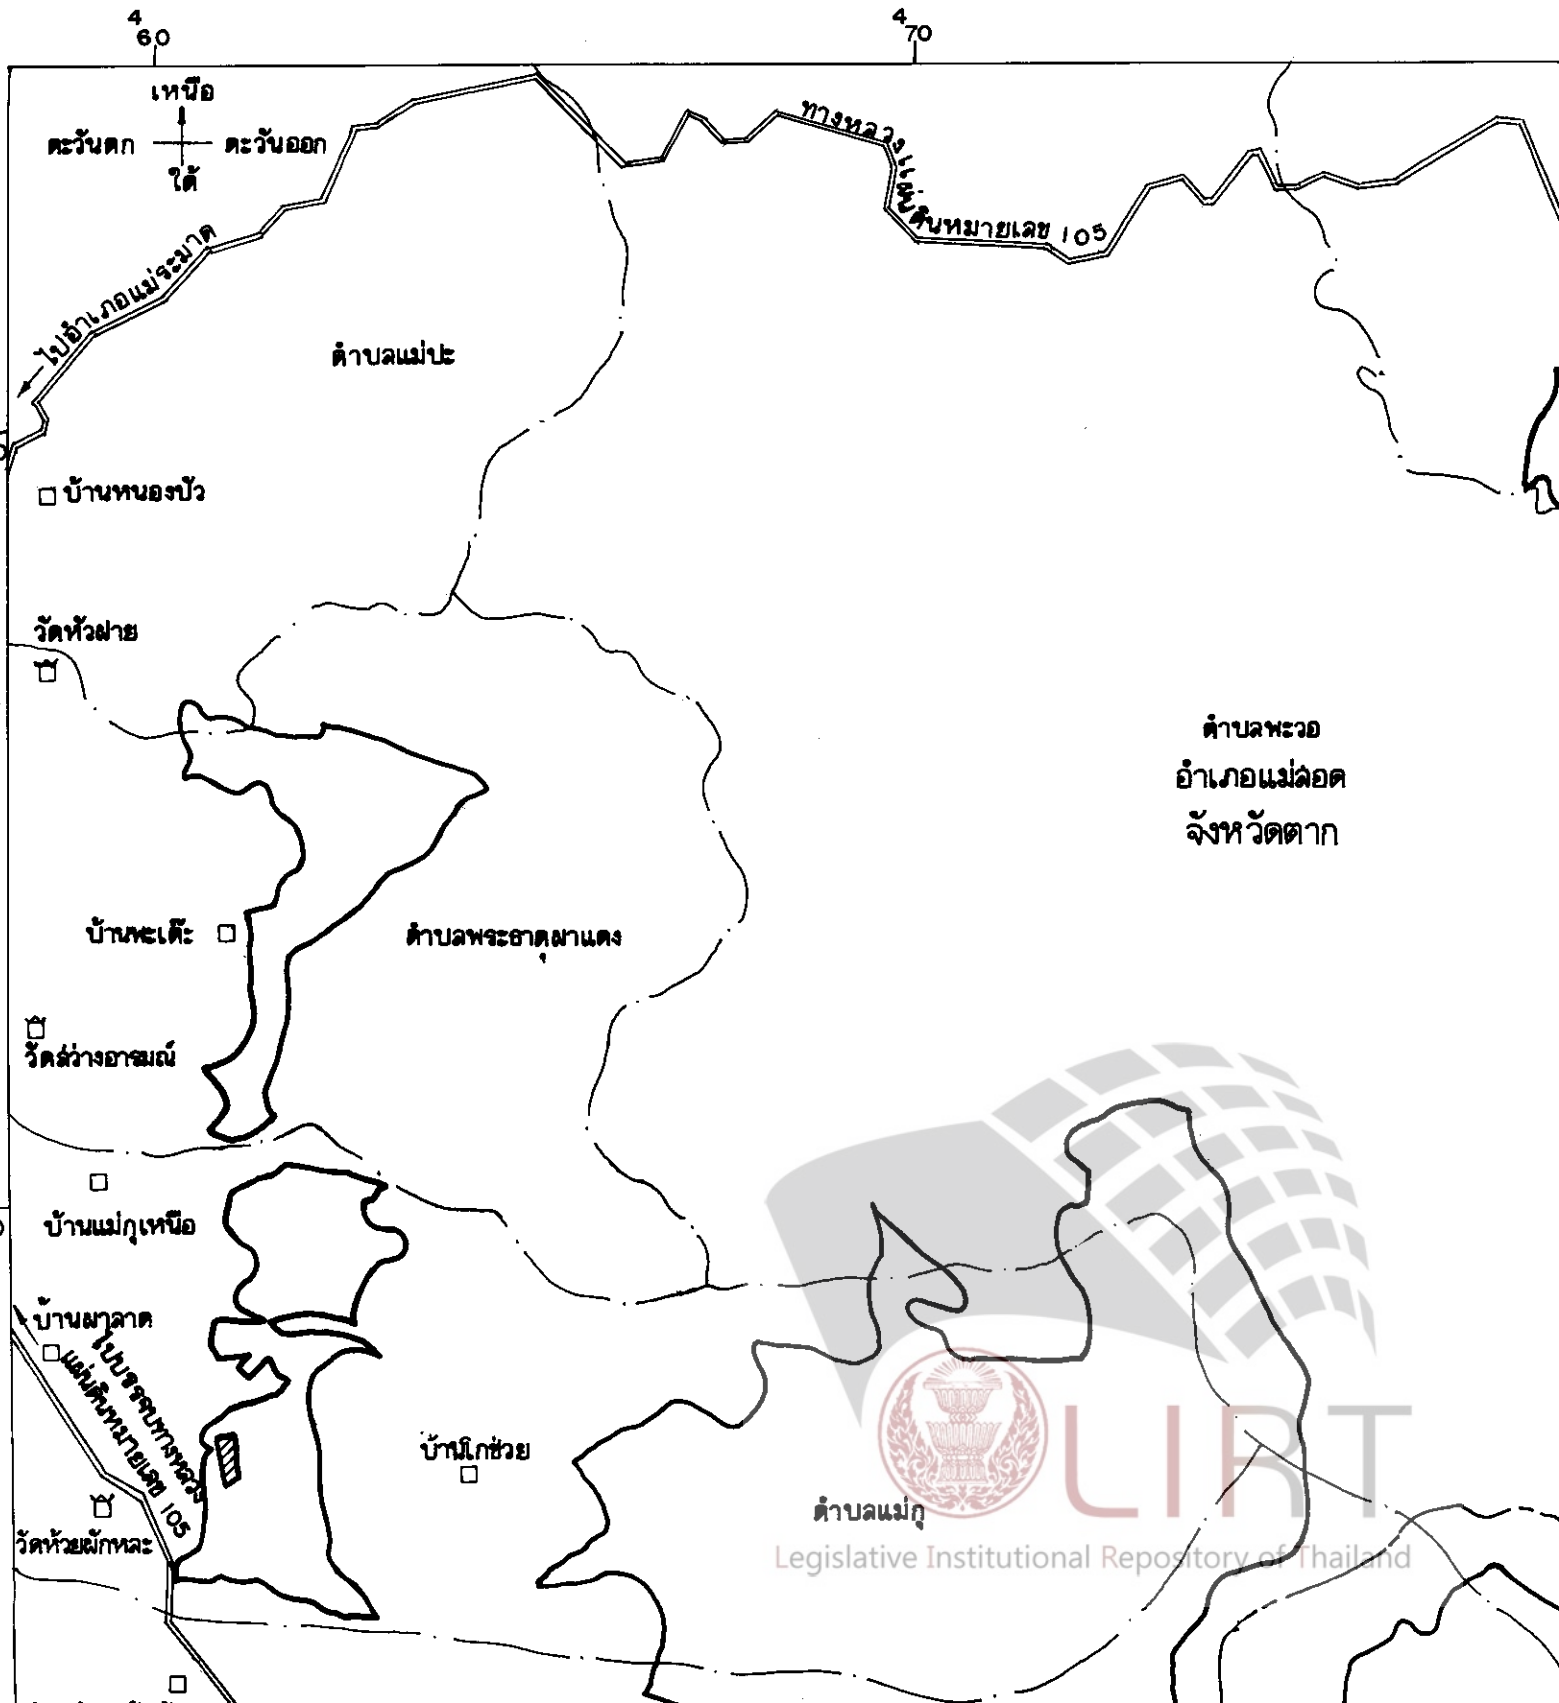 4
60
4
70
เหนือ
ตะวันตก
ตะวันออก
ใต้
ทางหลวงแผ่นดินหมายเลข 105
ไปอำเภอแม่ระมาด
ตำบลแม่ปะ
บ้านหนองบัว
วัดหัวฝาย
ตำบลพะวอ
อำเภอแม่สอด
จังหวัดตาก
บ้านพะเด๊ะ
ตำบลพระธาตุผาแดง
วัดสว่างอารมณ์
บ้านแม่กุเหนือ
บ้านผาลาด
ไปบรรจบทางหลวง
แผ่นดินหมายเลข 105
บ้านโกช่วย
วัดห้วยผักหละ
ตำบลแม่กุ
LIRT
Legislative Institutional Repository of Thailand